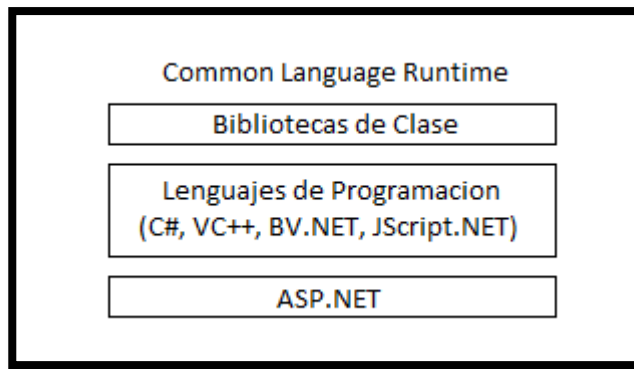 Common Language Runtime
Bibliotecas de Clase
Lenguajes de Programacion
(C#, VC++, BV.NET, JScript.NET)
ASP.NET